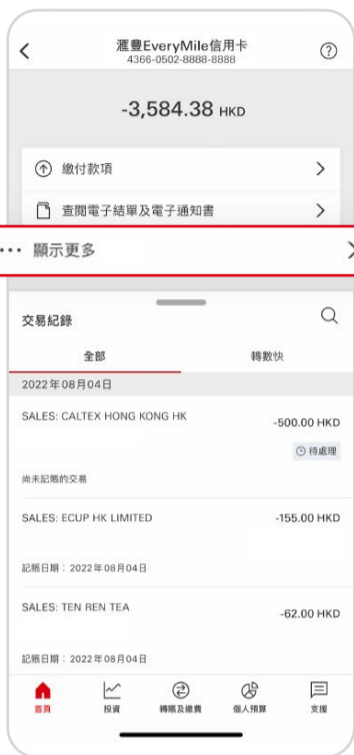 滙豐EveryMile信用卡
4366-0502-8888-8888
-3,584.38 HKD
繳付款項
查閱電子結單及電子通知書
顯示更多
交易紀錄
全部 轉數快
2022年08月04日
SALES: CALTEX HONG KONG HK -500.00 HKD
待處理
尚未記賬的交易
SALES: ECUP HK LIMITED -155.00 HKD
記賬日期：2022年08月04日
SALES: TEN REN TEA -62.00 HKD
記賬日期：2022年08月04日
首頁 投資 轉賬及繳費 個人預算 支援